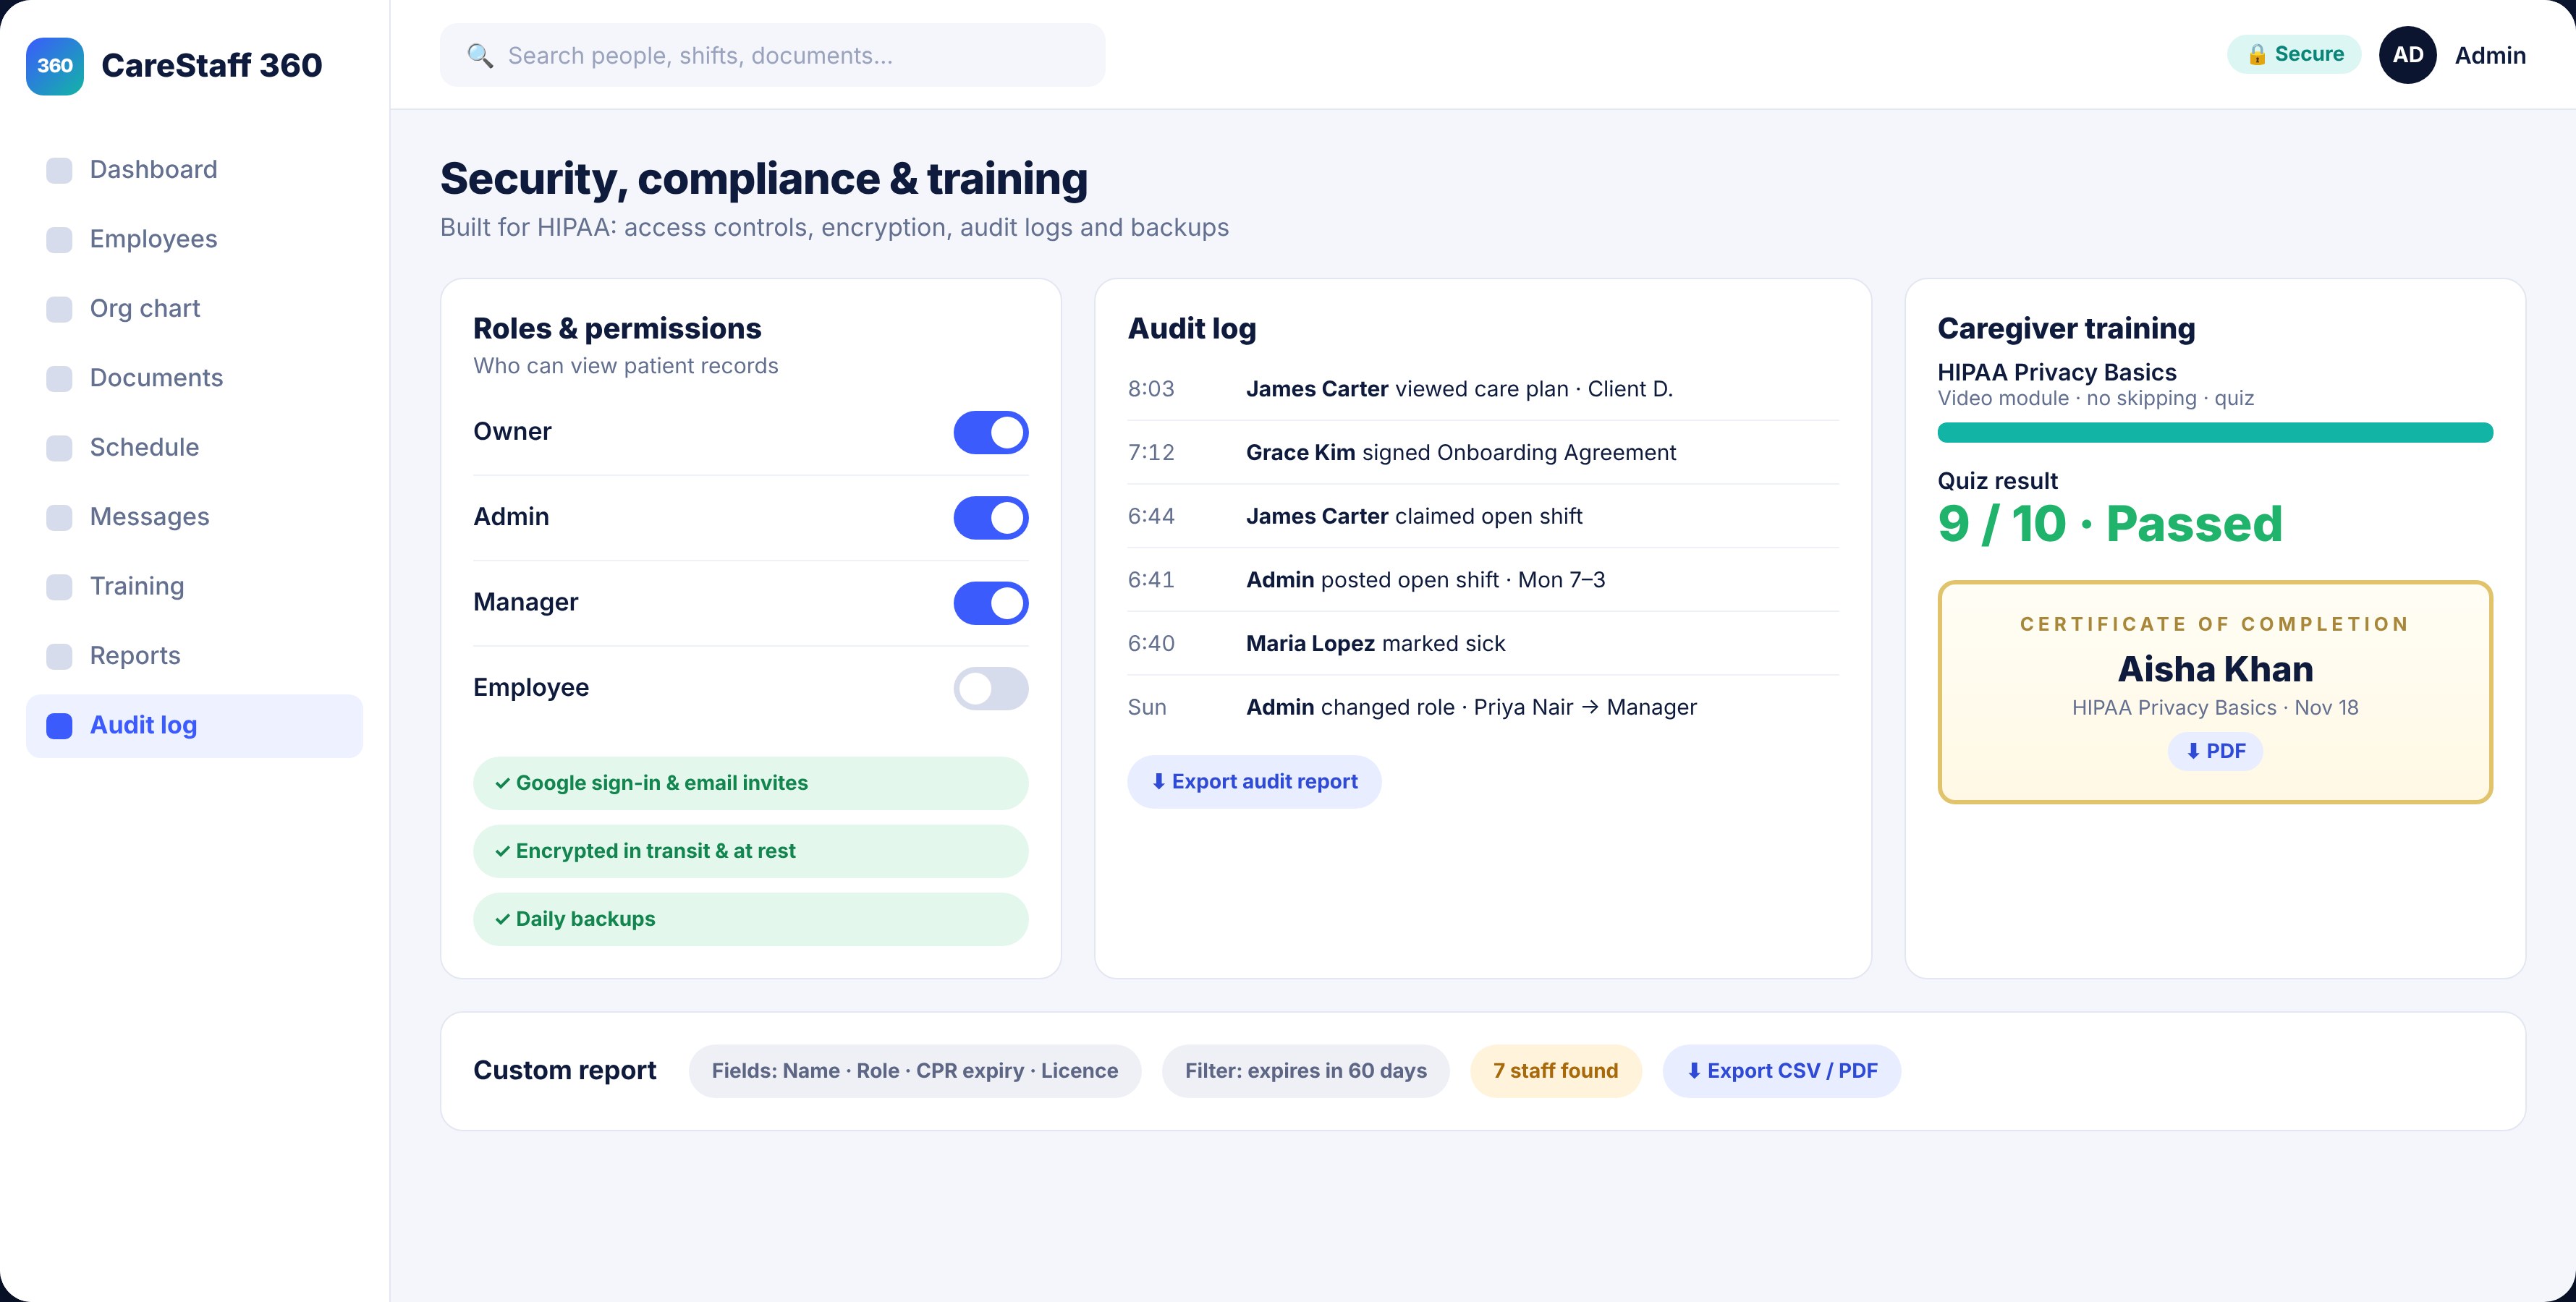 360 CareStaff 360
🔍 Search people, shifts, documents...
🔒 Secure
AD Admin
Dashboard
Employees
Org chart
Documents
Schedule
Messages
Training
Reports
Audit log
Security, compliance & training
Built for HIPAA: access controls, encryption, audit logs and backups
Roles & permissions
Who can view patient records
Owner
Admin
Manager
Employee
✓ Google sign-in & email invites
✓ Encrypted in transit & at rest
✓ Daily backups
Audit log
8:03 James Carter viewed care plan · Client D.
7:12 Grace Kim signed Onboarding Agreement
6:44 James Carter claimed open shift
6:41 Admin posted open shift · Mon 7–3
6:40 Maria Lopez marked sick
Sun Admin changed role · Priya Nair → Manager
⬇ Export audit report
Caregiver training
HIPAA Privacy Basics
Video module · no skipping · quiz
Quiz result
9 / 10 · Passed
CERTIFICATE OF COMPLETION
Aisha Khan
HIPAA Privacy Basics · Nov 18
⬇ PDF
Custom report
Fields: Name · Role · CPR expiry · Licence
Filter: expires in 60 days
7 staff found
⬇ Export CSV / PDF